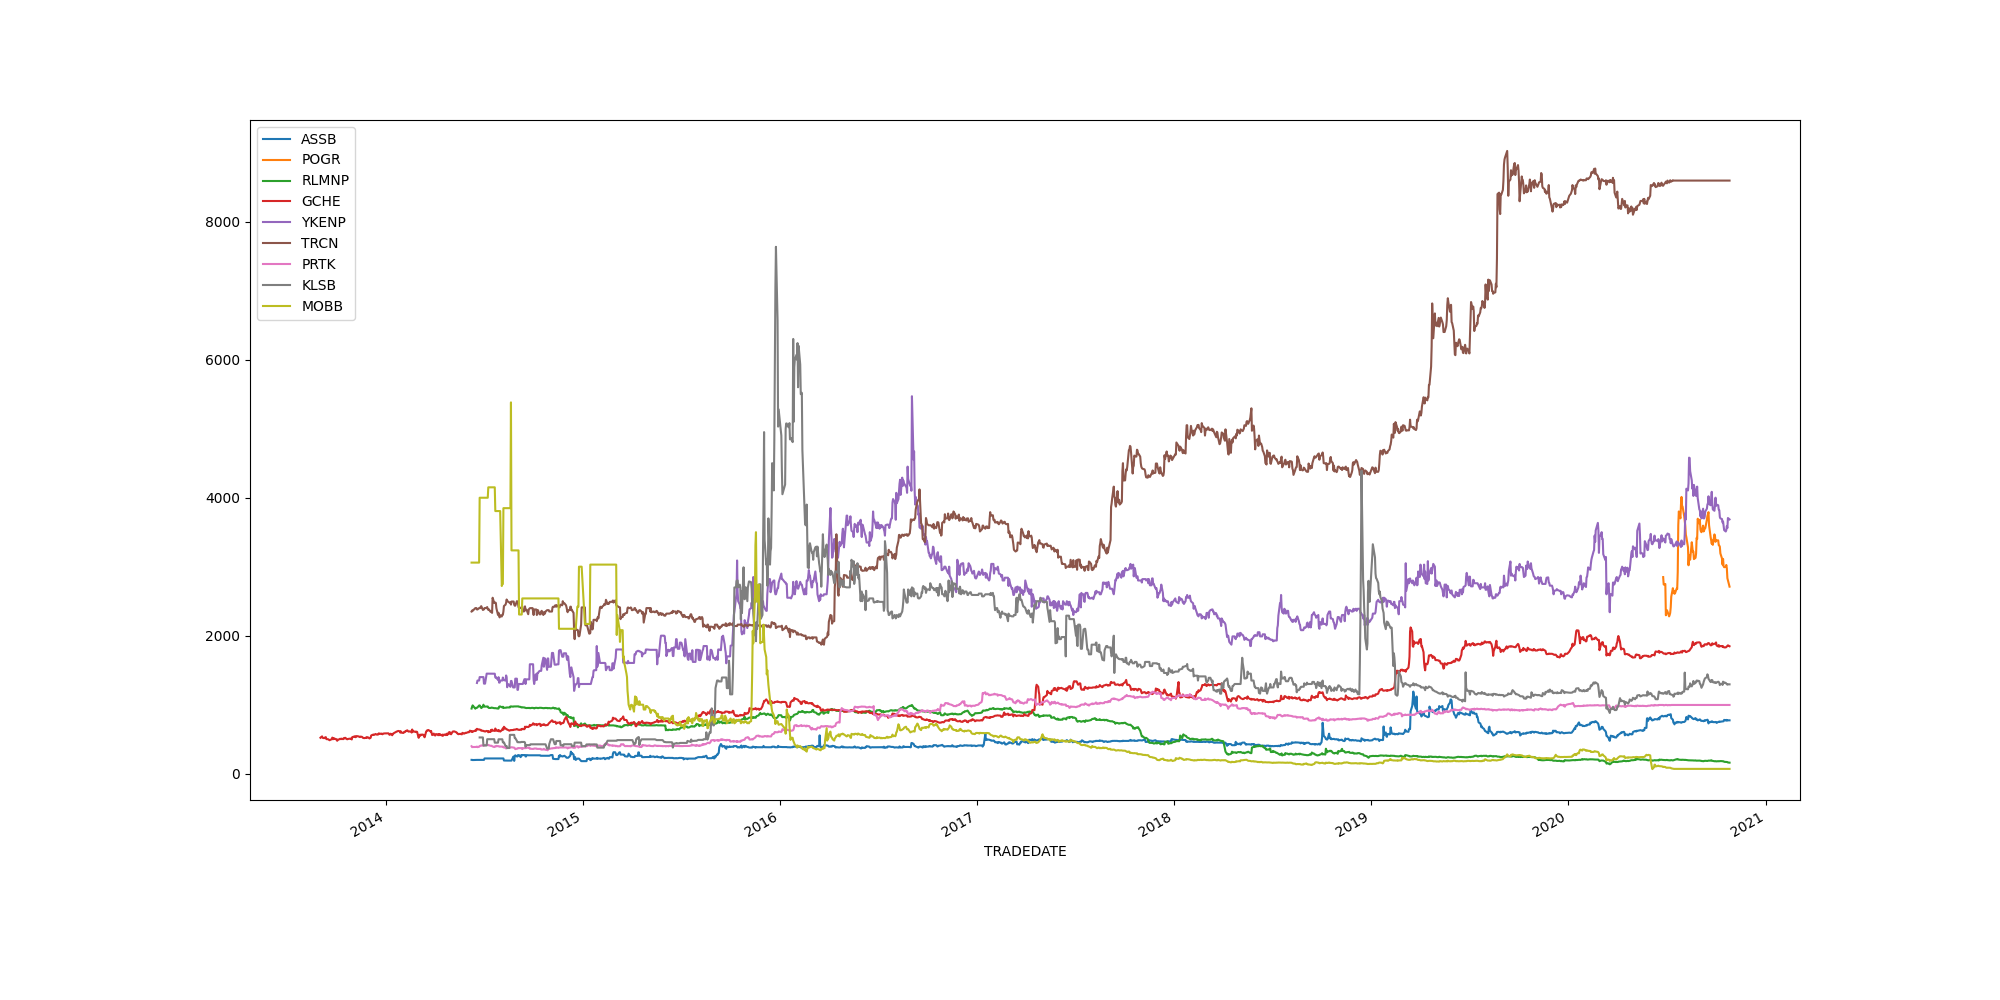 ASSB
POGR
RLMNP
GCHE
YKENP
TRCN
PRTK
KLSB
MOBB
8000
6000
4000
2000
0
2014 2015 2016 2017 2018 2019 2020 2021
TRADEDATE